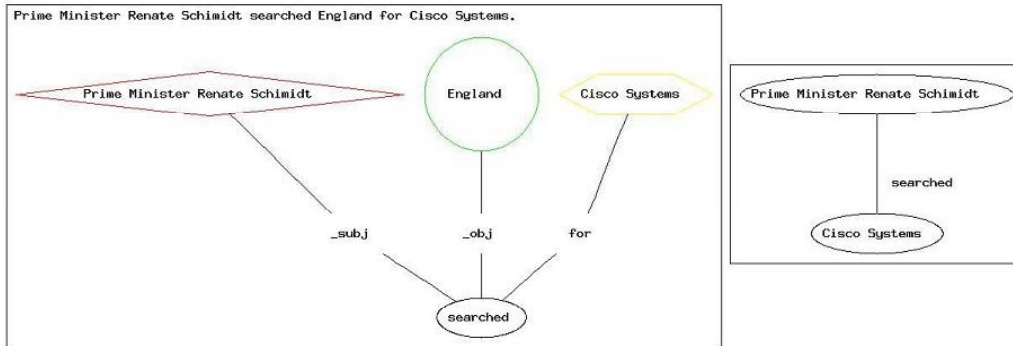 Prime Minister Renate Schimidt searched England for Cisco Systems.
Prime Minister Renate Schimidt
England
Cisco Systems
_subj
_obj
for
searched
Prime Minister Renate Schimidt
searched
Cisco Systems